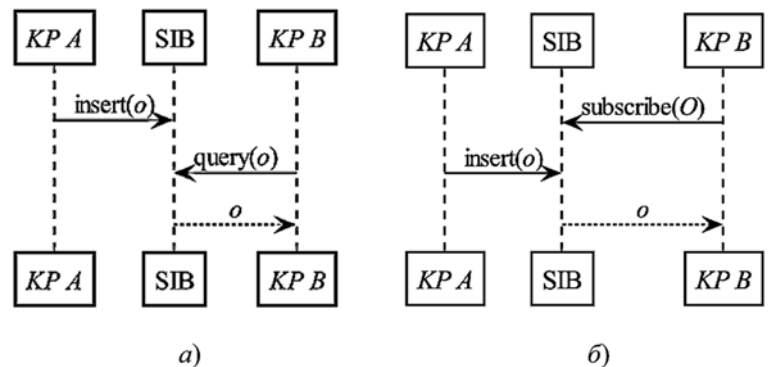 KP A SIB KP B
insert(o)
query(o)
o
KP A SIB KP B
a)
KP A SIB KP B
subscribe(O)
insert(o)
o
KP A SIB KP B
б)